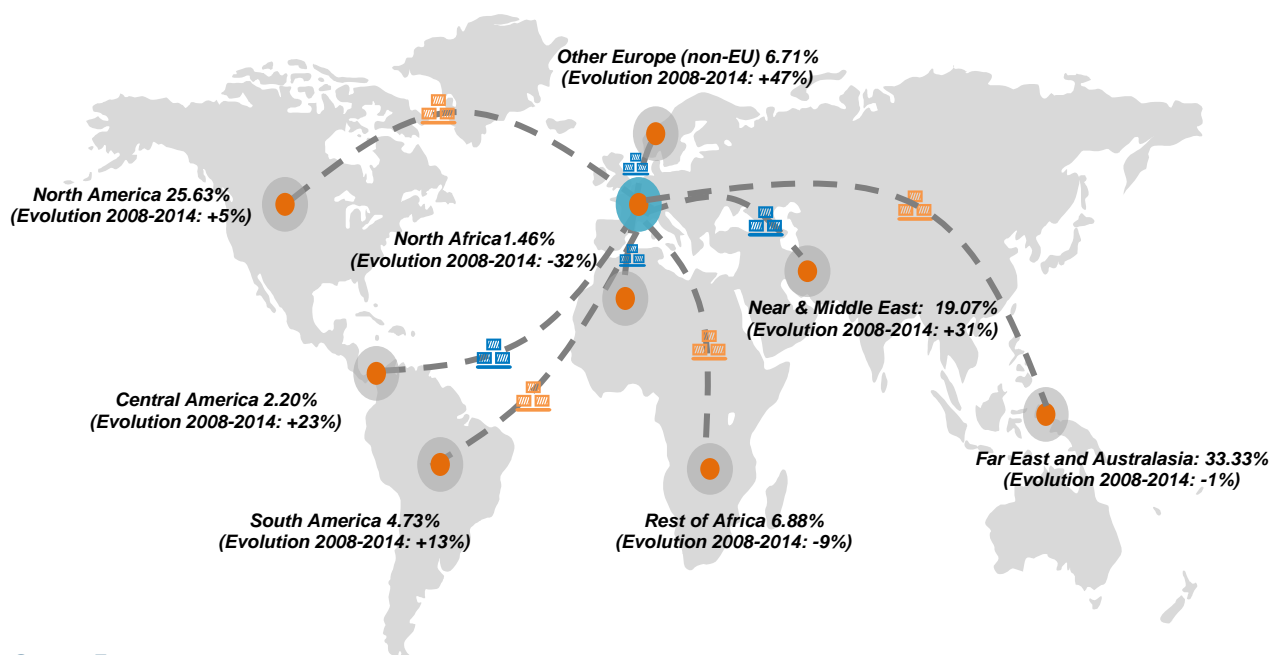 Other Europe (non-EU) 6.71%
(Evolution 2008-2014: +47%)
North America 25.63%
(Evolution 2008-2014: +5%)
North Africa1.46%
(Evolution 2008-2014: -32%)
Near & Middle East: 19.07%
(Evolution 2008-2014: +31%)
Central America 2.20%
(Evolution 2008-2014: +23%)
Far East and Australasia: 33.33%
(Evolution 2008-2014: -1%)
South America 4.73%
(Evolution 2008-2014: +13%)
Rest of Africa 6.88%
(Evolution 2008-2014: -9%)